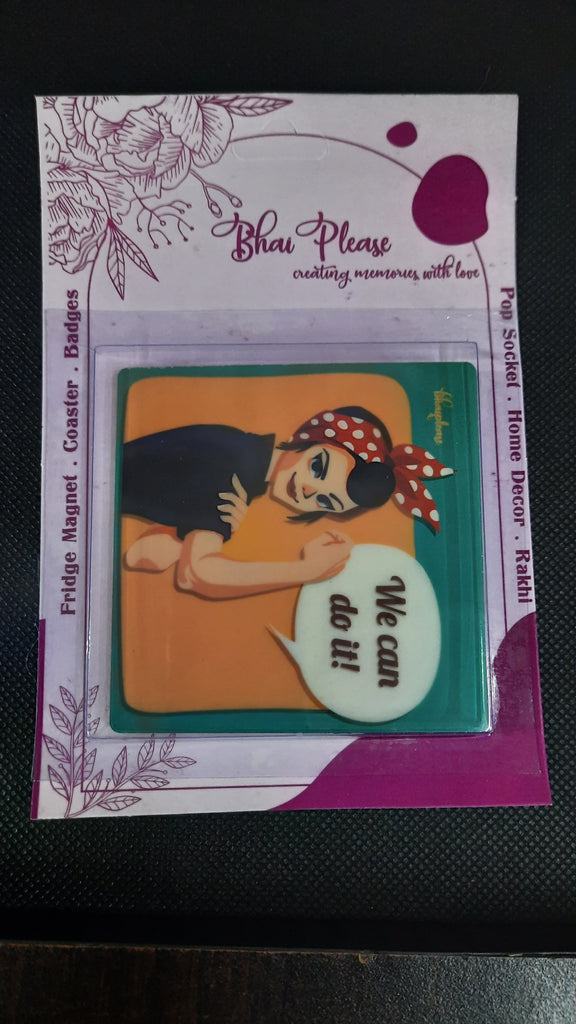 Bhai Please
creating memories with love
Fridge Magnet . Coaster . Badges
Pop Socket . Home Decor . Rakhi
bhaiplease
We can
do it!